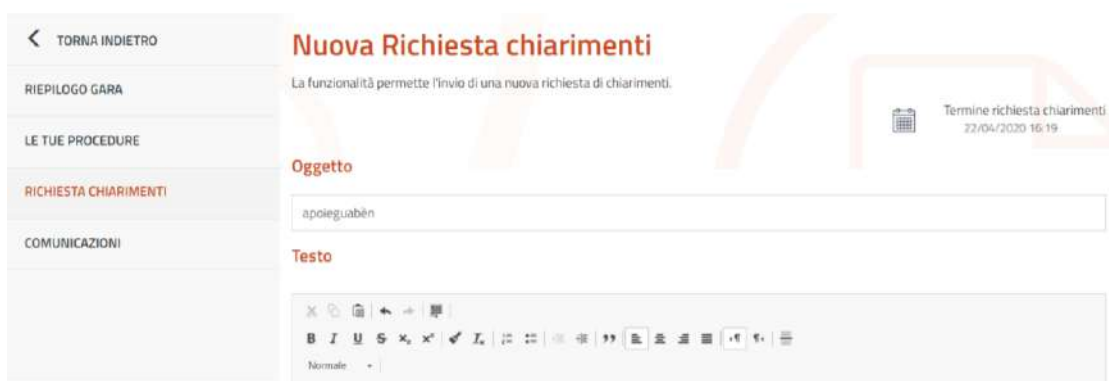 TORNA INDIETRO
RIEPILOGO GARA
LE TUE PROCEDURE
RICHIESTA CHIARIMENTI
COMUNICAZIONI
Nuova Richiesta chiarimenti
La funzionalità permette l'invio di una nuova richiesta di chiarimenti.
Termine richiesta chiarimenti
22/04/2020 16:19
Oggetto
apoieguabèn
Testo
Normale